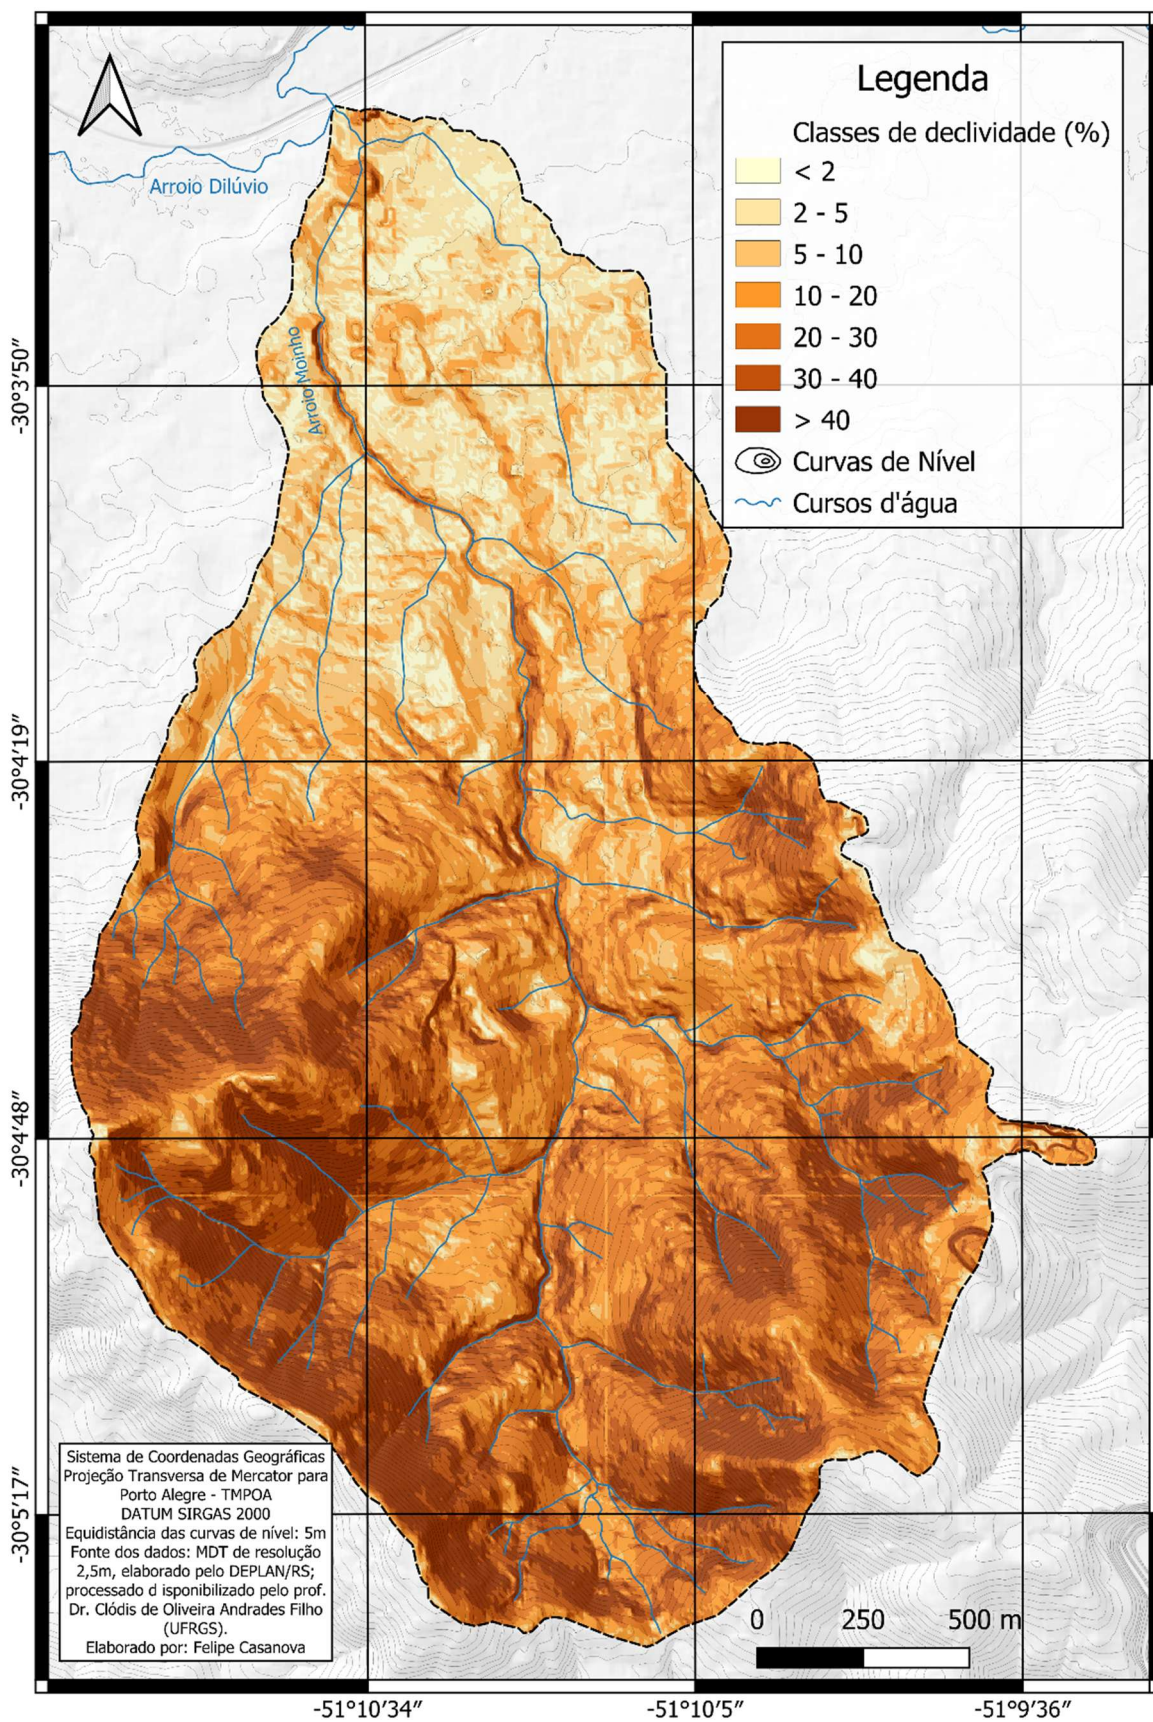 Legenda
Classes de declividade (%)
< 2
2 - 5
5 - 10
10 - 20
20 - 30
30 - 40
> 40
Curvas de Nível
Cursos d'água
Arroio Dilúvio
Arroio Moinho
-30°3′50″
-30°4′19″
-30°4′48″
-30°5′17″
Sistema de Coordenadas Geográficas
Projeção Transversa de Mercator para
Porto Alegre - TMPOA
DATUM SIRGAS 2000
Equidistância das curvas de nível: 5m
Fonte dos dados: MDT de resolução
2,5m, elaborado pelo DEPLAN/RS;
processado d isponibilizado pelo prof.
Dr. Clódis de Oliveira Andrades Filho
(UFRGS).
Elaborado por: Felipe Casanova
0 250 500 m
-51°10′34″ -51°10′5″ -51°9′36″